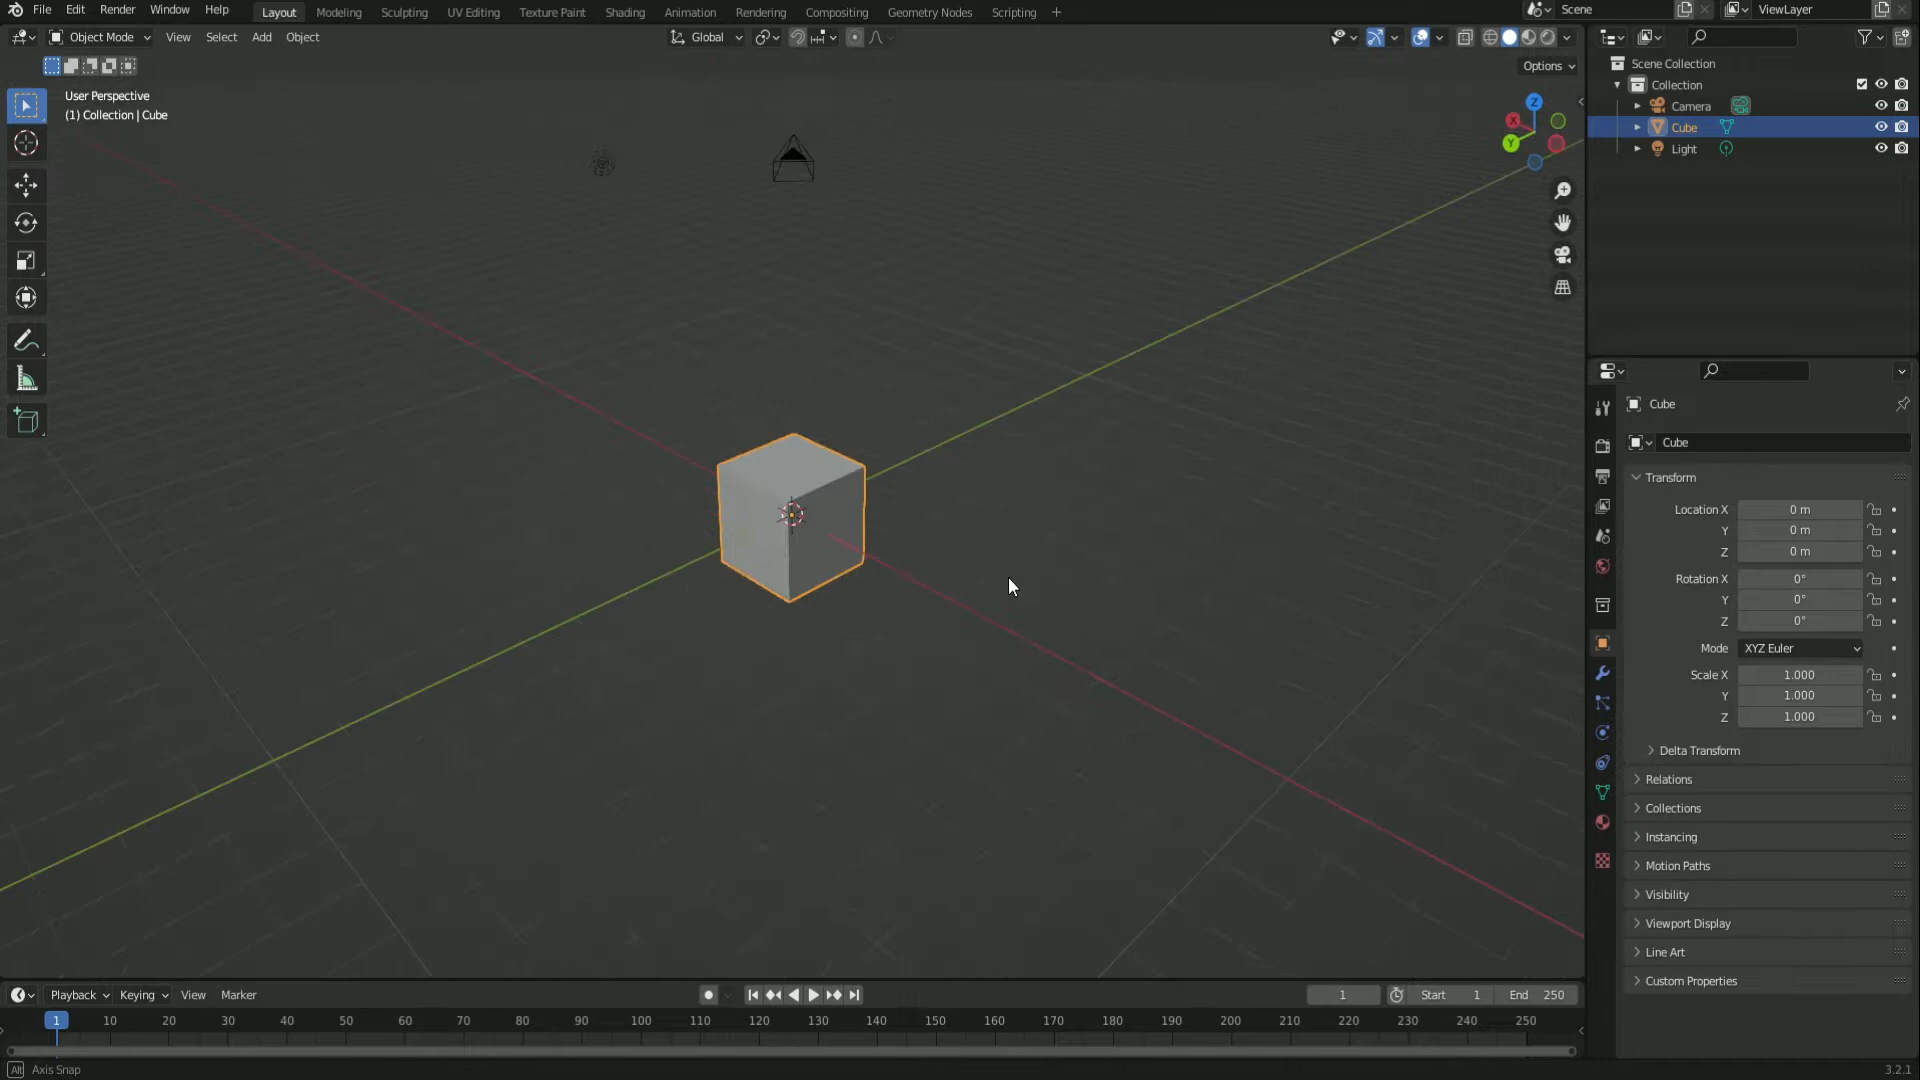 File Edit Render Window Help Layout Modeling Sculpting UV Editing Texture Paint Shading Animation Rendering Compositing Geometry Nodes Scripting + Scene ViewLayer
Object Mode View Select Add Object Global
Options
User Perspective
(1) Collection | Cube
Z
X
Y
Scene Collection
Collection
Camera
Cube
Light
Cube
Cube
Transform
Location X 0 m
Y 0 m
Z 0 m
Rotation X 0°
Y 0°
Z 0°
Mode XYZ Euler
Scale X 1.000
Y 1.000
Z 1.000
Delta Transform
Relations
Collections
Instancing
Motion Paths
Visibility
Viewport Display
Line Art
Custom Properties
Playback Keying View Marker 1 Start 1 End 250
1 10 20 30 40 50 60 70 80 90 100 110 120 130 140 150 160 170 180 190 200 210 220 230 240 250
Alt Axis Snap 3.2.1